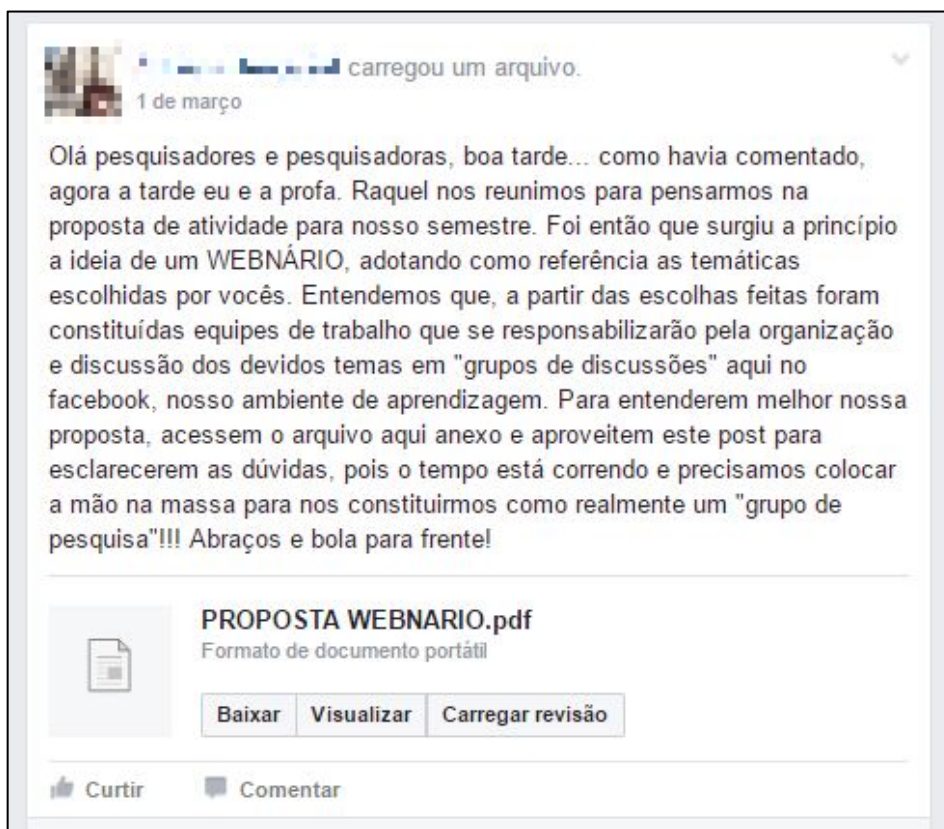 carregou um arquivo.
1 de março
Olá pesquisadores e pesquisadoras, boa tarde... como havia comentado,
agora a tarde eu e a profa. Raquel nos reunimos para pensarmos na
proposta de atividade para nosso semestre. Foi então que surgiu a princípio
a ideia de um WEBNÁRIO, adotando como referência as temáticas
escolhidas por vocês. Entendemos que, a partir das escolhas feitas foram
constituídas equipes de trabalho que se responsabilizarão pela organização
e discussão dos devidos temas em "grupos de discussões" aqui no
facebook, nosso ambiente de aprendizagem. Para entenderem melhor nossa
proposta, acessem o arquivo aqui anexo e aproveitem este post para
esclarecerem as dúvidas, pois o tempo está correndo e precisamos colocar
a mão na massa para nos constituirmos como realmente um "grupo de
pesquisa"!!! Abraços e bola para frente!
PROPOSTA WEBNARIO.pdf
Formato de documento portátil
Baixar Visualizar Carregar revisão
Curtir Comentar